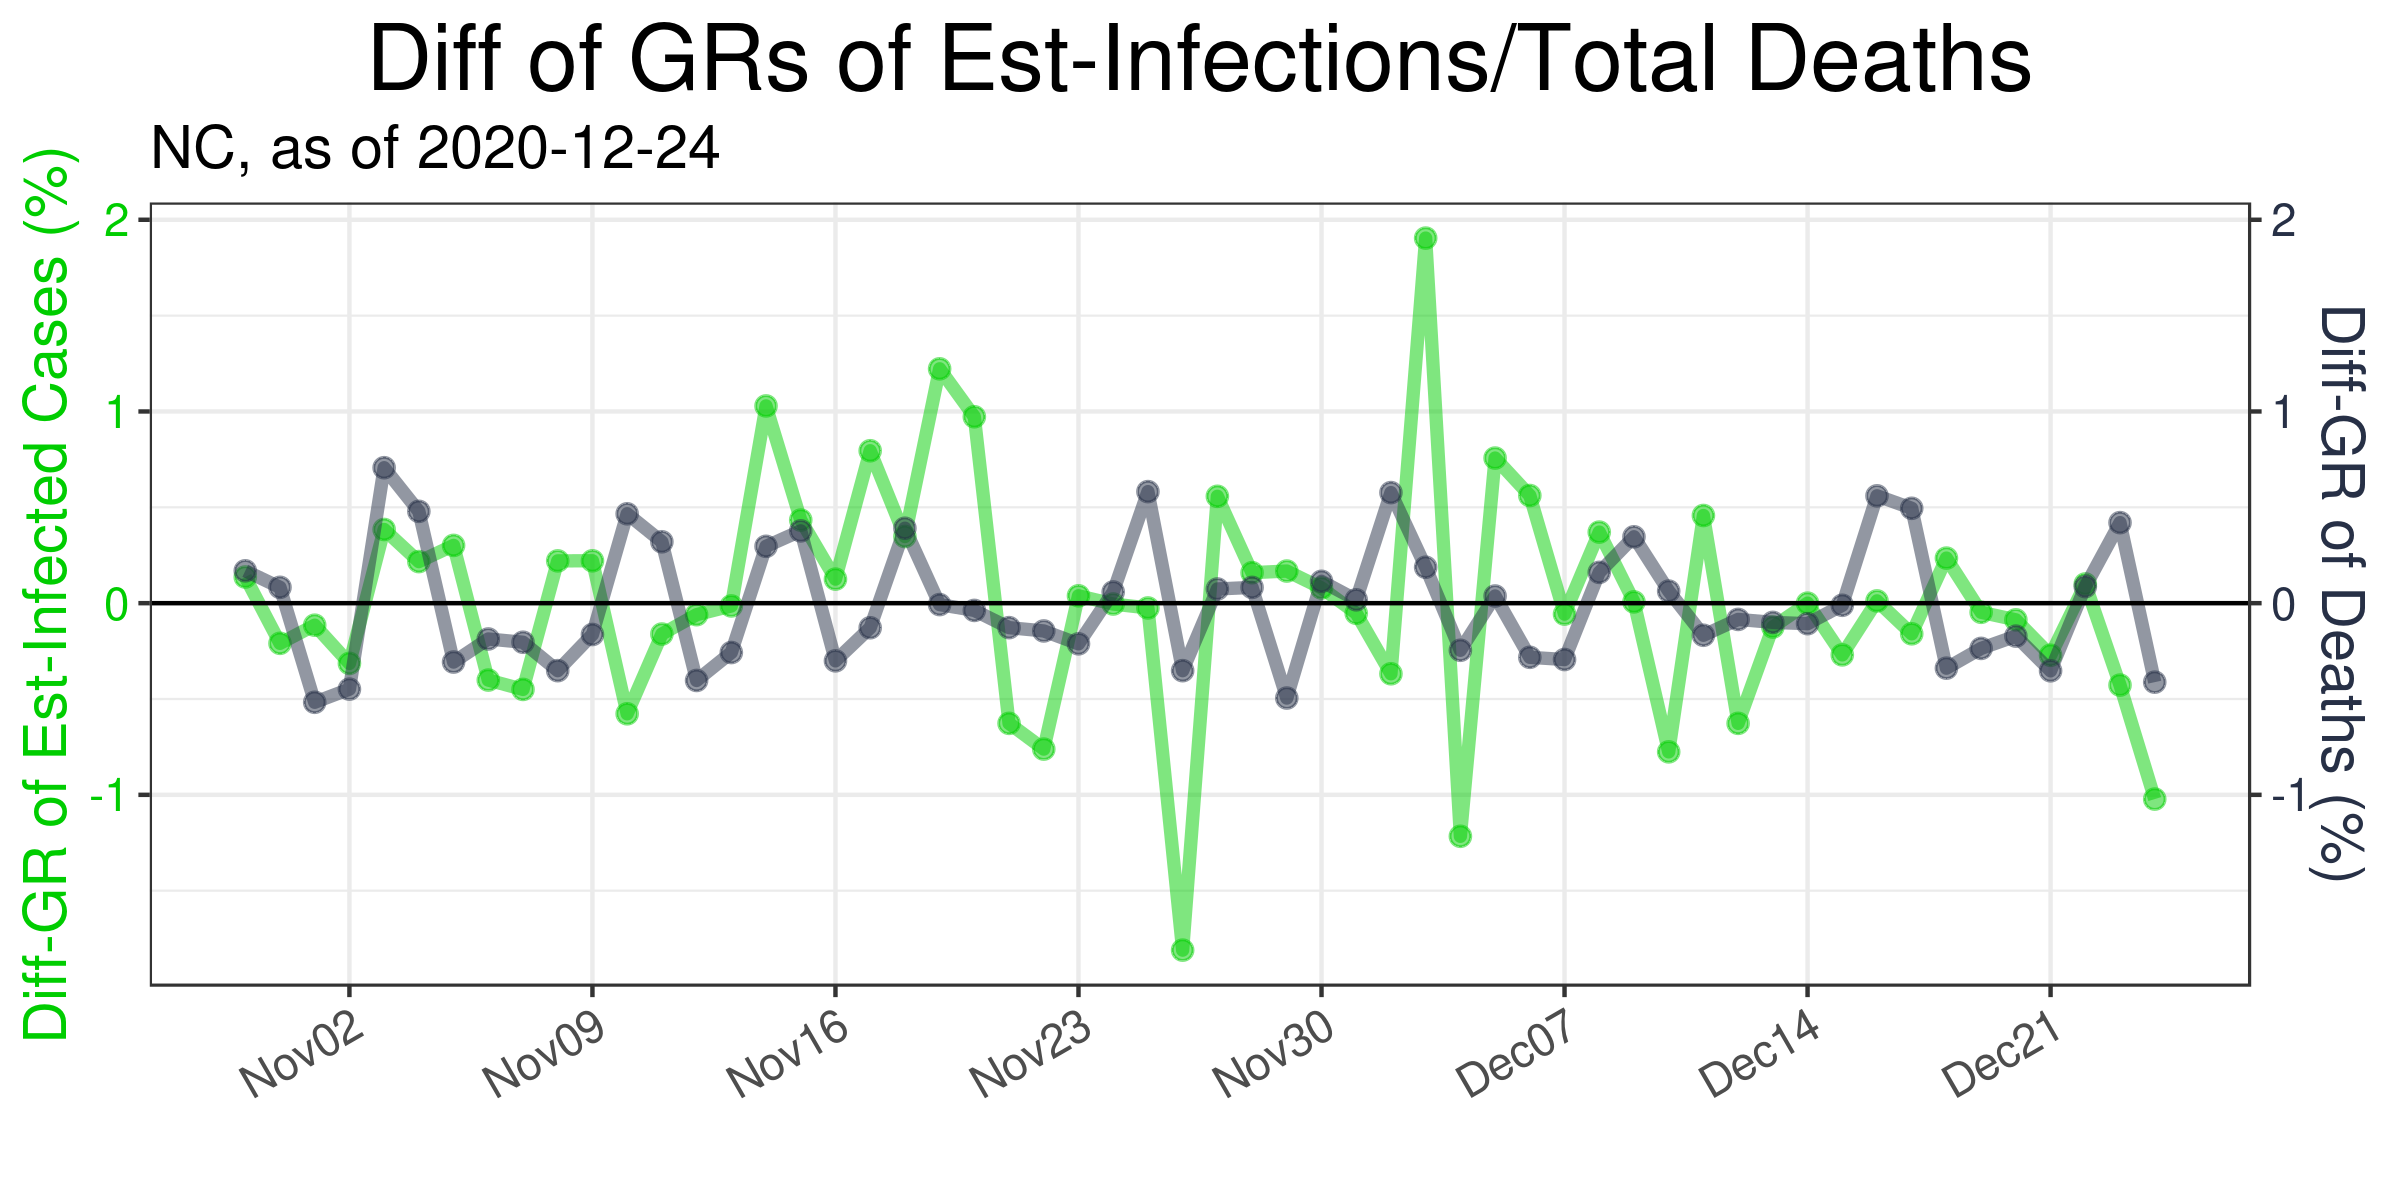 Diff of GRs of Est-Infections/Total Deaths
NC, as of 2020-12-24
Diff-GR of Est-Infected Cases (%)
2
1
0
-1
2
1
0
-1
Diff-GR of Deaths (%)
Nov02
Nov09
Nov16
Nov23
Nov30
Dec07
Dec14
Dec21